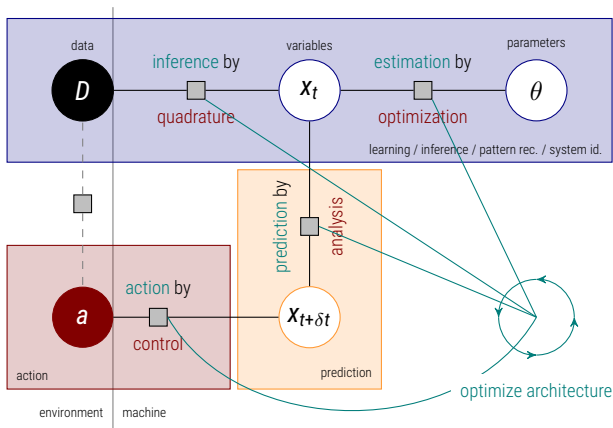 data
variables
parameters
inference by
estimation by
D
x_t
θ
quadrature
optimization
learning / inference / pattern rec. / system id.
prediction by
analysis
action by
a
x_{t+δt}
control
action
prediction
optimize architecture
environment
machine